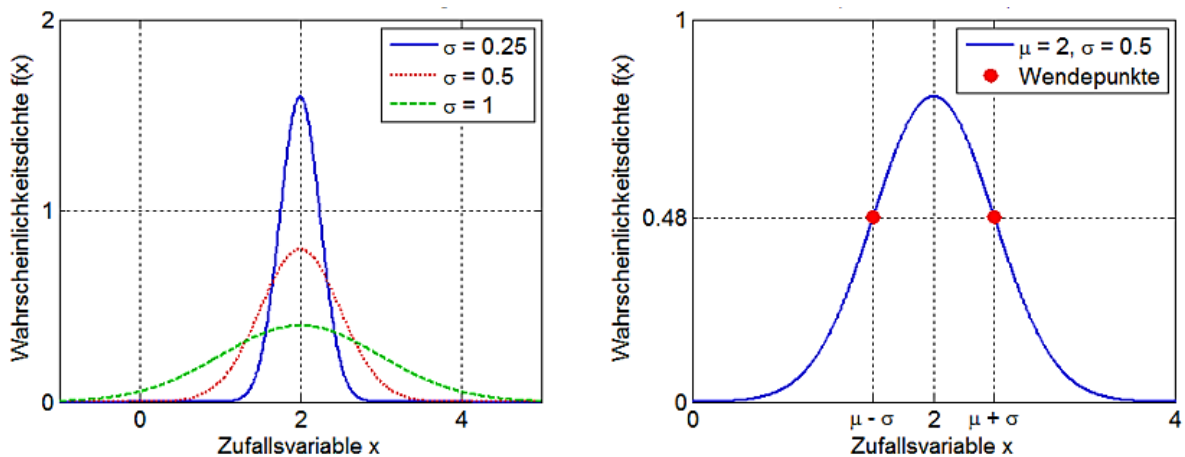 2
1
0
0
2
4
σ = 0.25
σ = 0.5
σ = 1
Wahrscheinlichkeitsdichte f(x)
Zufallsvariable x
1
0.48
0
0
μ - σ
2
μ + σ
4
μ = 2, σ = 0.5
Wendepunkte
Wahrscheinlichkeitsdichte f(x)
Zufallsvariable x